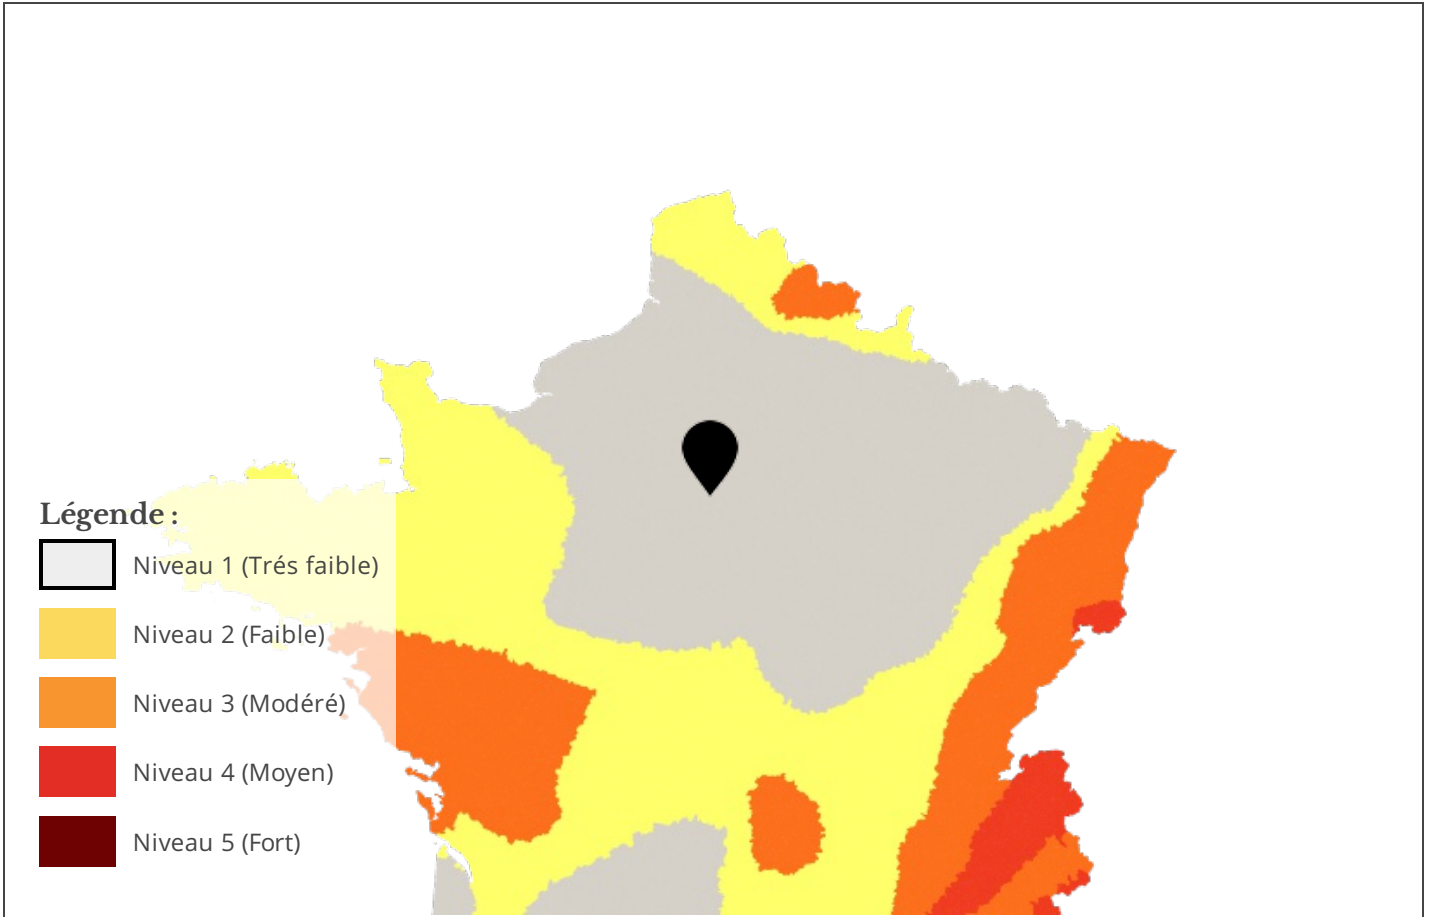 Légende :
Niveau 1 (Trés faible)
Niveau 2 (Faible)
Niveau 3 (Modéré)
Niveau 4 (Moyen)
Niveau 5 (Fort)